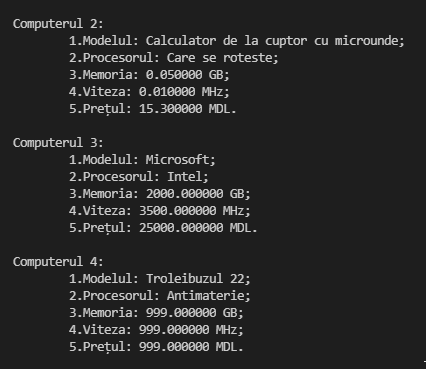 Computerul 2:
1.Modelul: Calculator de la cuptor cu microunde;
2.Procesorul: Care se roteste;
3.Memoria: 0.050000 GB;
4.Viteza: 0.010000 MHz;
5.Prețul: 15.300000 MDL.
Computerul 3:
1.Modelul: Microsoft;
2.Procesorul: Intel;
3.Memoria: 2000.000000 GB;
4.Viteza: 3500.000000 MHz;
5.Prețul: 25000.000000 MDL.
Computerul 4:
1.Modelul: Troleibuzul 22;
2.Procesorul: Antimaterie;
3.Memoria: 999.000000 GB;
4.Viteza: 999.000000 MHz;
5.Prețul: 999.000000 MDL.